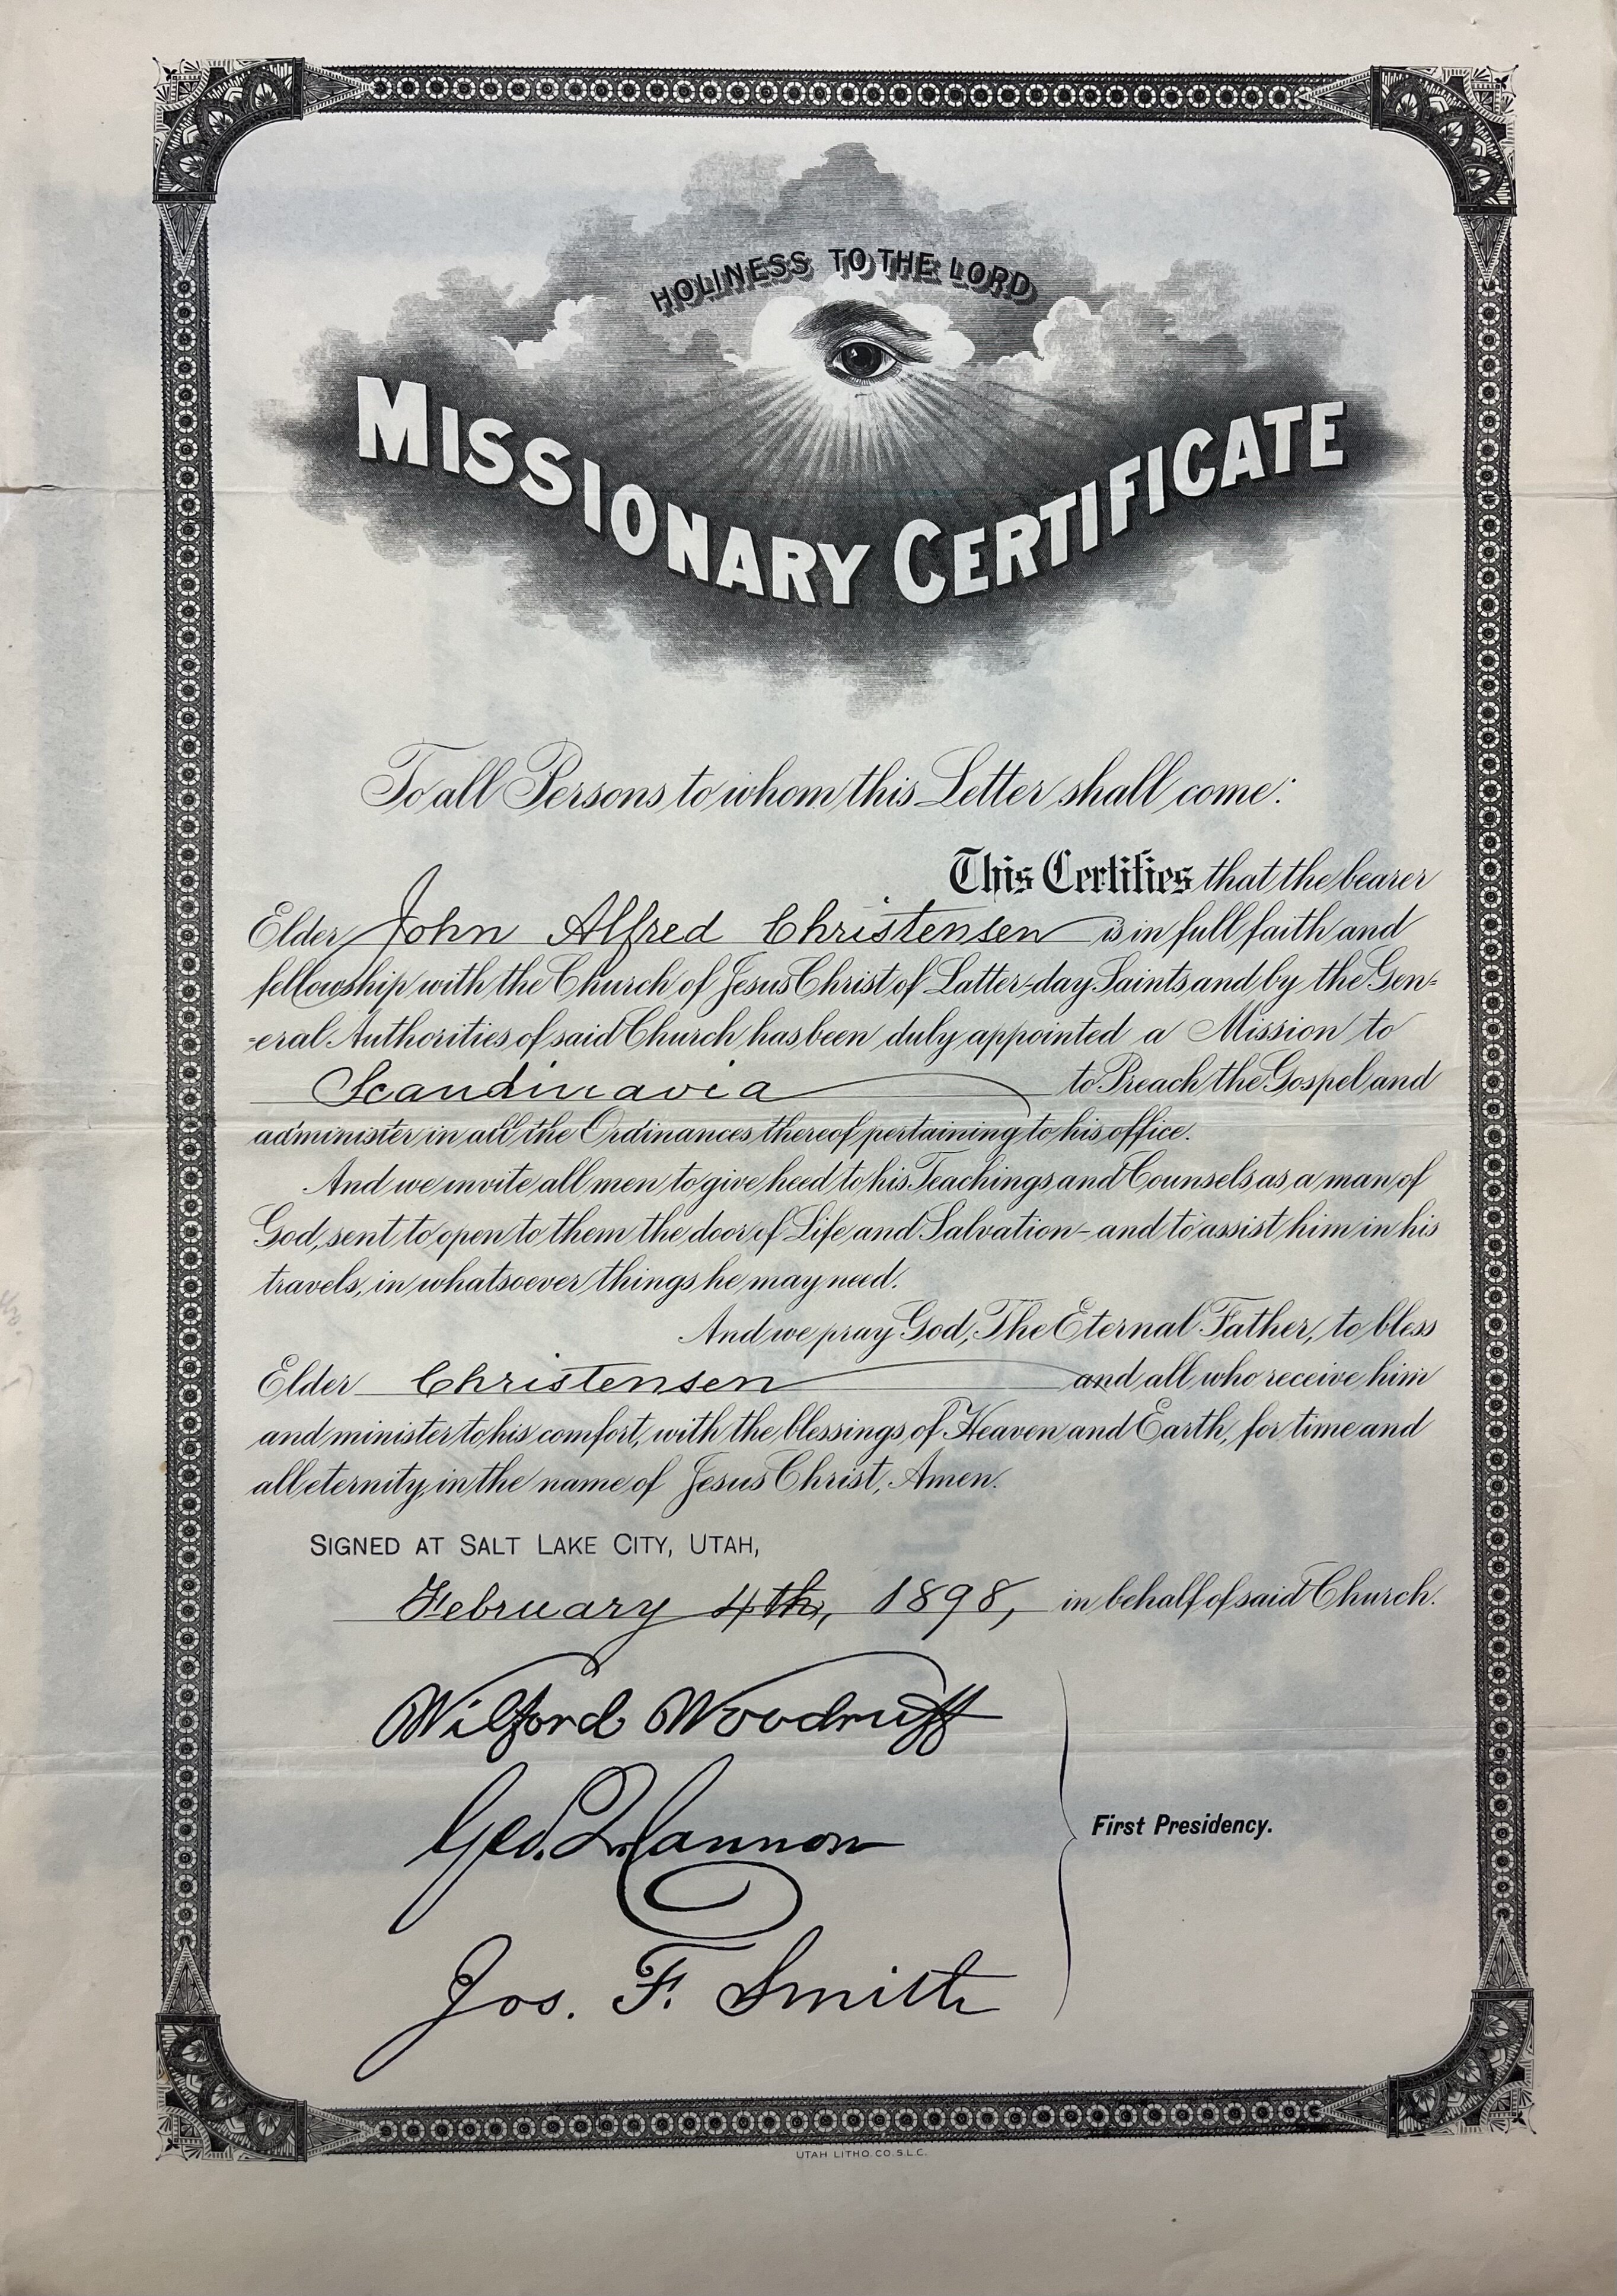 HOLINESS TO THE LORD
MISSIONARY CERTIFICATE
To all Persons to whom this Letter shall come:
This Certifies that the bearer
Elder John Alfred Christensen is in full faith and
fellowship with the Church of Jesus Christ of Latter-day Saints and by the Gen=
=eral Authorities of said Church has been duly appointed a Mission to
Scandinavia to Preach the Gospel and
administer in all the Ordinances thereof pertaining to his office.
And we invite all men to give heed to his Teachings and Counsels as a man of
God, sent to open to them the door of Life and Salvation – and to assist him in his
travels, in whatsoever things he may need.
And we pray God, The Eternal Father, to bless
Elder Christensen and all who receive him
and minister to his comfort, with the blessings of Heaven and Earth, for time and
all eternity, in the name of Jesus Christ, Amen.
SIGNED AT SALT LAKE CITY, UTAH,
February 4th, 1898, in behalf of said Church.
Wilford Woodruff
Geo. Q. Cannon
First Presidency.
Jos. F. Smith
UTAH LITHO. CO. S.L.C.